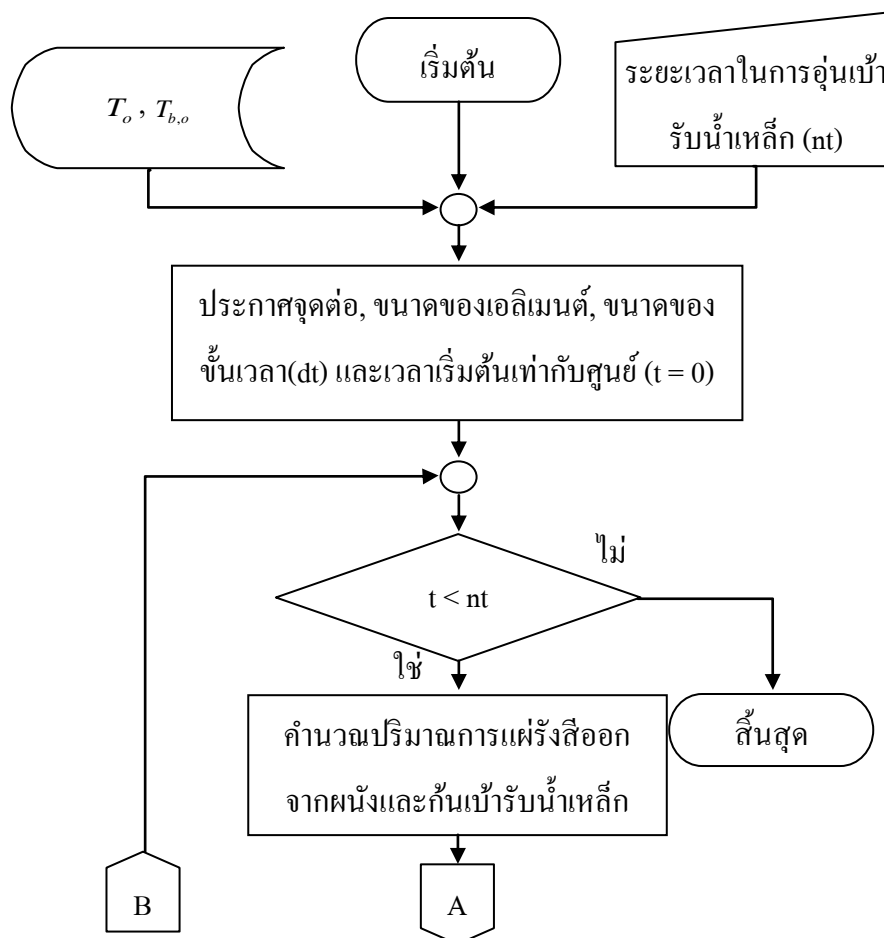 เริ่มต้น
T_o , T_{b,o}
ระยะเวลาในการอุ่นเบ้า
รับน้ำเหล็ก (nt)
ประกาศจุดต่อ, ขนาดของเอลิเมนต์, ขนาดของ
ขั้นเวลา(dt) และเวลาเริ่มต้นเท่ากับศูนย์ (t = 0)
t < nt
ไม่
ใช่
คำนวณปริมาณการแผ่รังสีออก
จากผนังและก้นเบ้ารับน้ำเหล็ก
สิ้นสุด
B
A